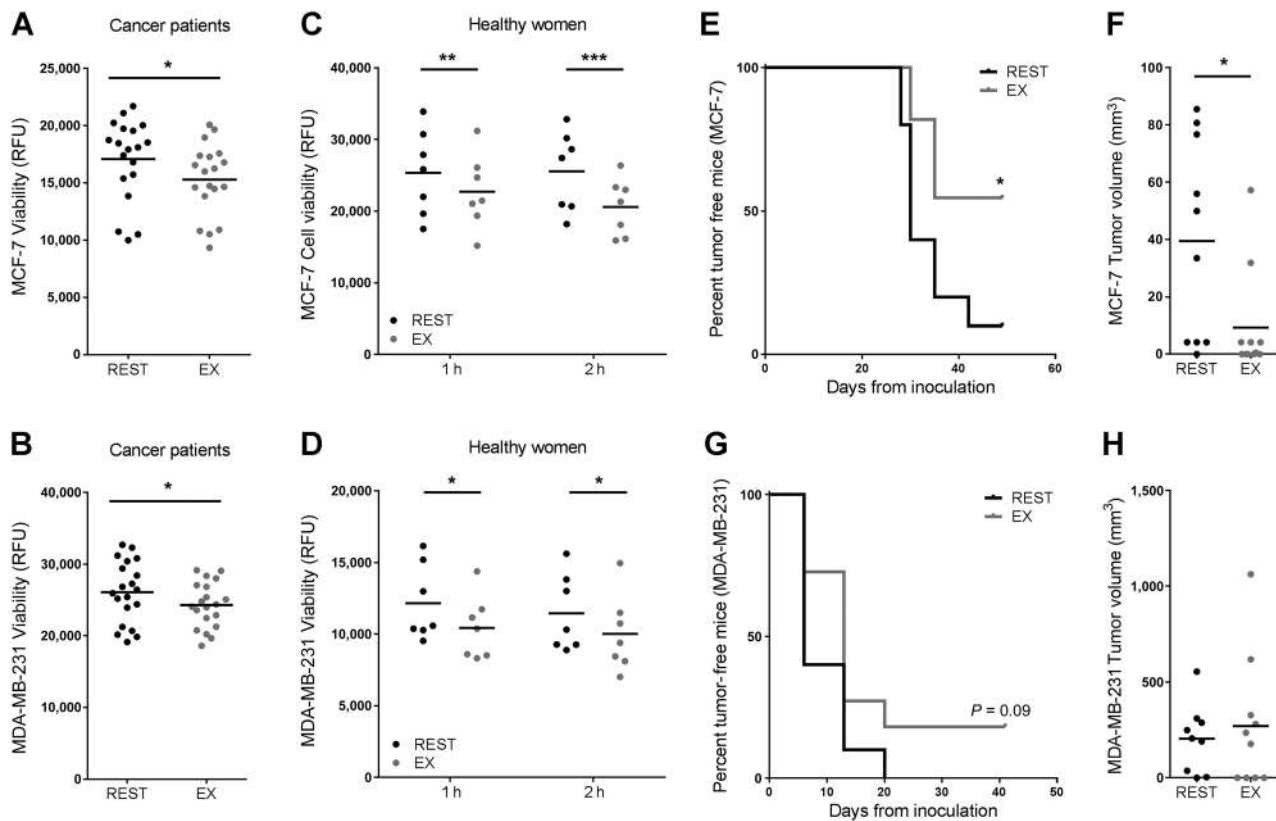 A
Cancer patients
*
MCF-7 Viability (RFU)
25,000
20,000
15,000
10,000
5,000
0
REST
EX
C
Healthy women
**
***
MCF-7 Cell viability (RFU)
40,000
30,000
20,000
10,000
0
REST
EX
1 h
2 h
E
REST
EX
Percent tumor free mice (MCF-7)
100
50
0
*
0
20
40
60
Days from inoculation
F
*
MCF-7 Tumor volume (mm³)
100
80
60
40
20
0
REST
EX
B
Cancer patients
*
MDA-MB-231 Viability (RFU)
40,000
30,000
20,000
10,000
0
REST
EX
D
Healthy women
*
*
MDA-MB-231 Viability (RFU)
20,000
15,000
10,000
5,000
0
REST
EX
1 h
2 h
G
REST
EX
Percent tumor- free mice (MDA-MB-231)
100
50
0
P = 0.09
0
10
20
30
40
50
Days from inoculation
H
MDA-MB-231 Tumor volume (mm³)
1,500
1,000
500
0
REST
EX